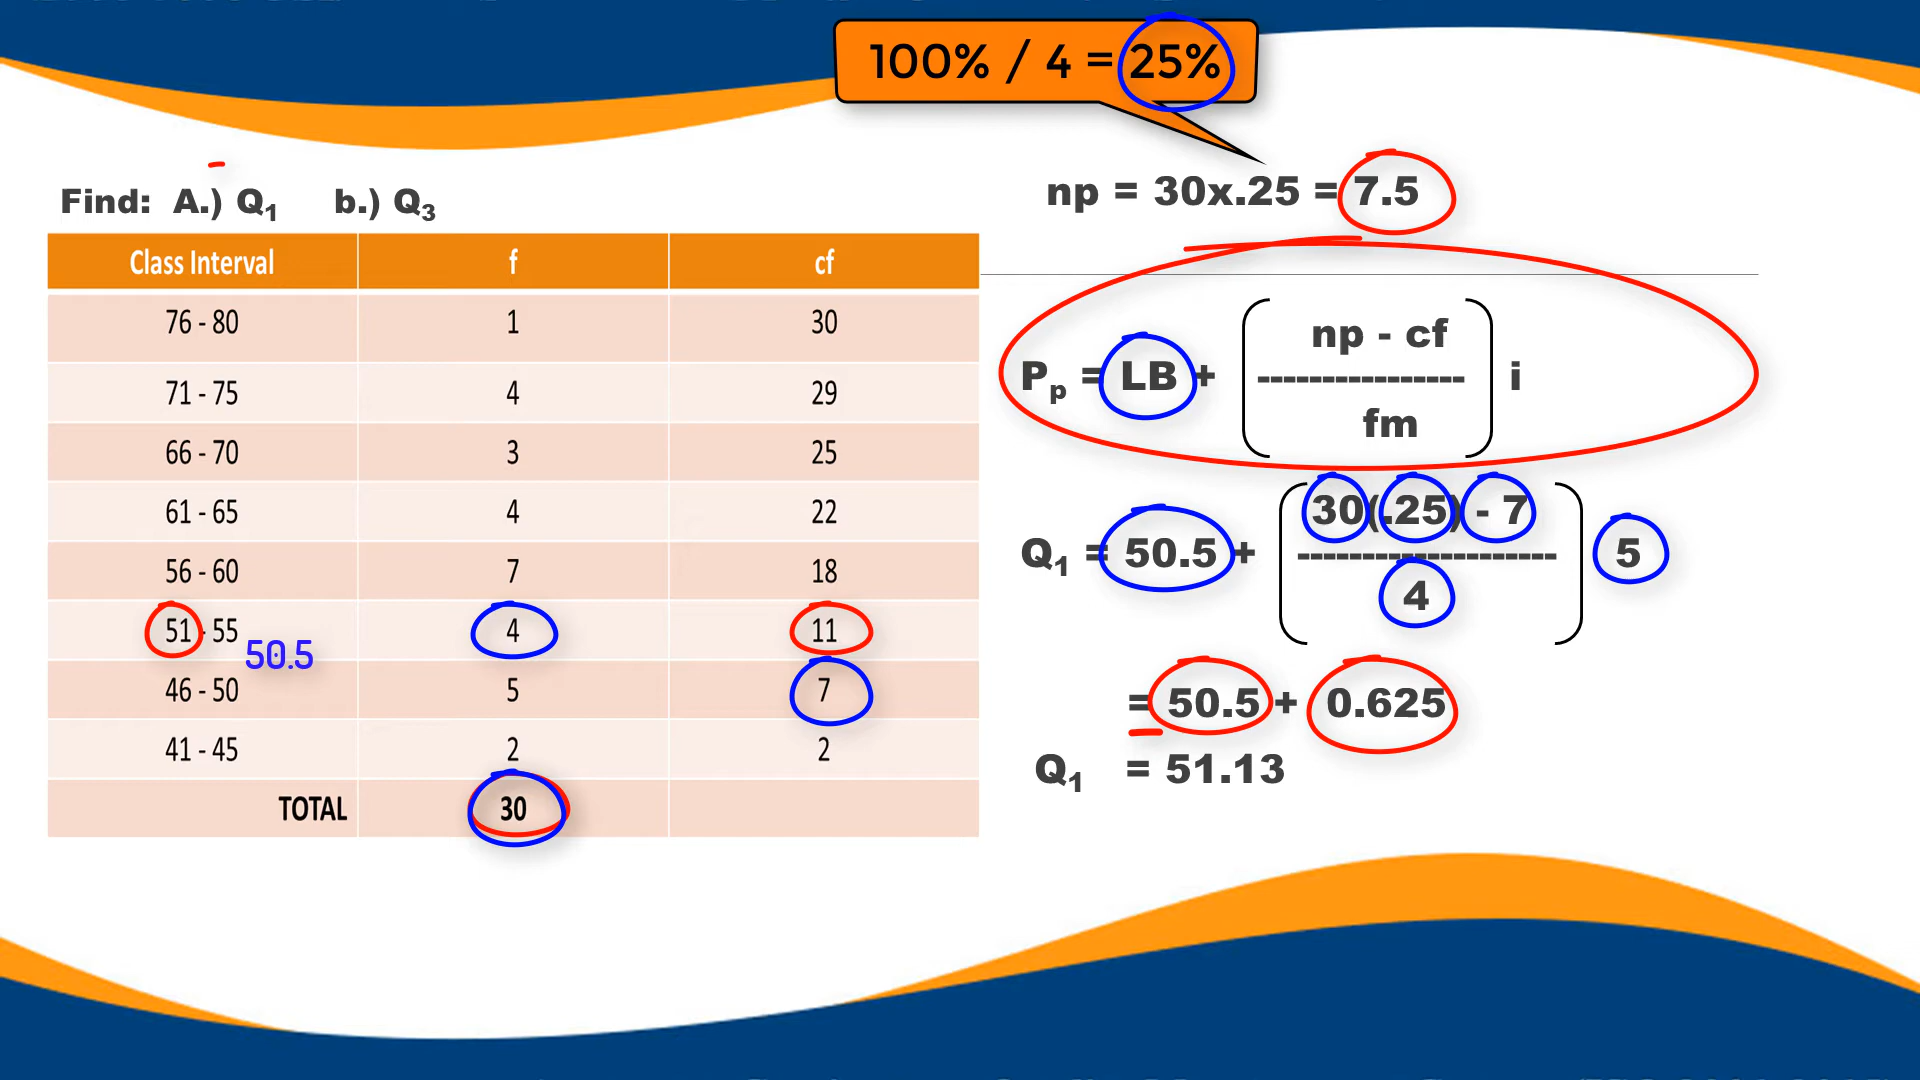 100% / 4 = 25%
Find: A.) Q1 b.) Q3
np = 30x.25 = 7.5
Class Interval f cf
76 - 80 1 30
71 - 75 4 29
66 - 70 3 25
61 - 65 4 22
56 - 60 7 18
51 - 55 4 11
50.5
46 - 50 5 7
41 - 45 2 2
TOTAL 30
Pp = LB + np - cf i
----------------
fm
Q1 = 50.5 + 30(.25) - 7 5
--------------------
4
= 50.5 + 0.625
Q1 = 51.13